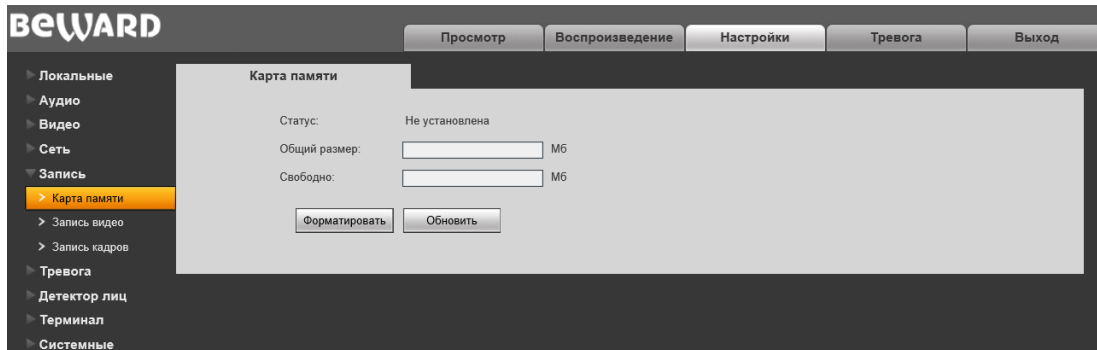 BEWARD
Просмотр Воспроизведение Настройки Тревога Выход
Локальные
Аудио
Видео
Сеть
Запись
Карта памяти
Запись видео
Запись кадров
Тревога
Детектор лиц
Терминал
Системные
Карта памяти
Статус: Не установлена
Общий размер: Мб
Свободно: Мб
Форматировать Обновить